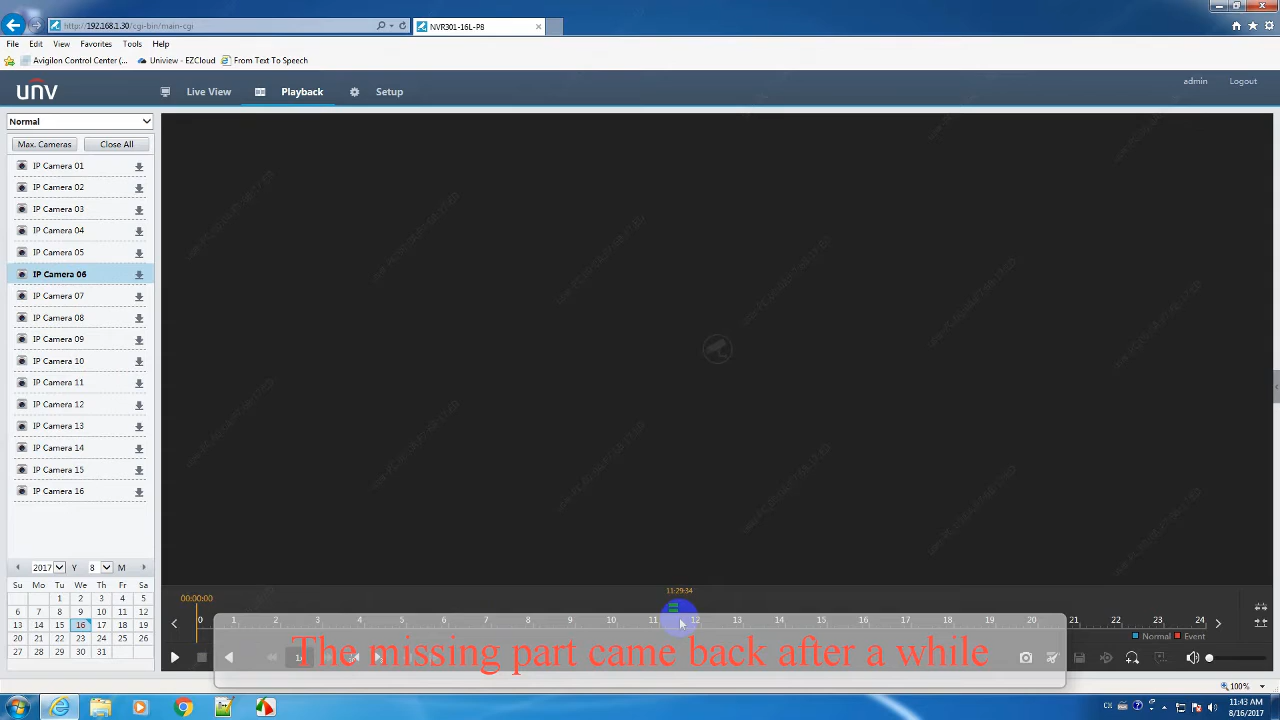 http://192.168.1.30/cgi-bin/main-cgi
NVR301-16L-P8
File Edit View Favorites Tools Help
Avigilon Control Center (... Uniview - EZCloud From Text To Speech
unv
Live View Playback Setup
admin Logout
Normal
Max. Cameras Close All
IP Camera 01
IP Camera 02
IP Camera 03
IP Camera 04
IP Camera 05
IP Camera 06
IP Camera 07
IP Camera 08
IP Camera 09
IP Camera 10
IP Camera 11
IP Camera 12
IP Camera 13
IP Camera 14
IP Camera 15
IP Camera 16
2017 Y 8 M
Su Mo Tu We Th Fr Sa
1 2 3 4 5
6 7 8 9 10 11 12
13 14 15 16 17 18 19
20 21 22 23 24 25 26
27 28 29 30 31
11:29:34
00:00:00
0 1 2 3 4 5 6 7 8 9 10 11 12 13 14 15 16 17 18 19 20 21 22 23 24
Normal Event
The missing part came back after a while
100%
CH
11:43 AM
8/16/2017